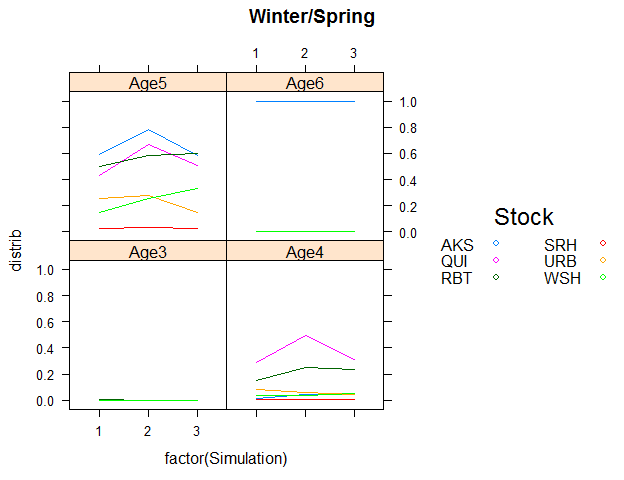 Winter/Spring
1 2 3
Age5 Age6
1.0
0.8
0.6
0.4
0.2
0.0
distrib
Age3 Age4
1.0
0.8
0.6
0.4
0.2
0.0
1 2 3
factor(Simulation)
Stock
AKS SRH
QUI URB
RBT WSH